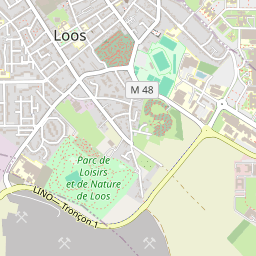 Loos
M 48
Parc de
Loisirs
et de Nature
de Loos
LINO — Tronçon 1